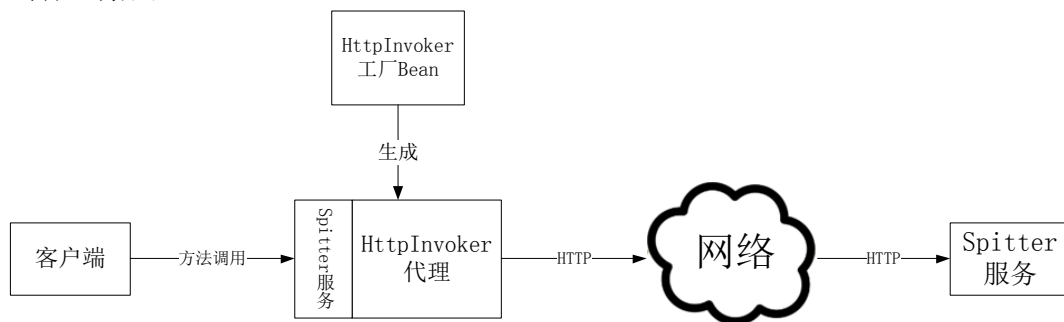 HttpInvoker
工厂Bean
生成
客户端
方法调用
Spitter服务
HttpInvoker
代理
HTTP
网络
HTTP
Spitter
服务